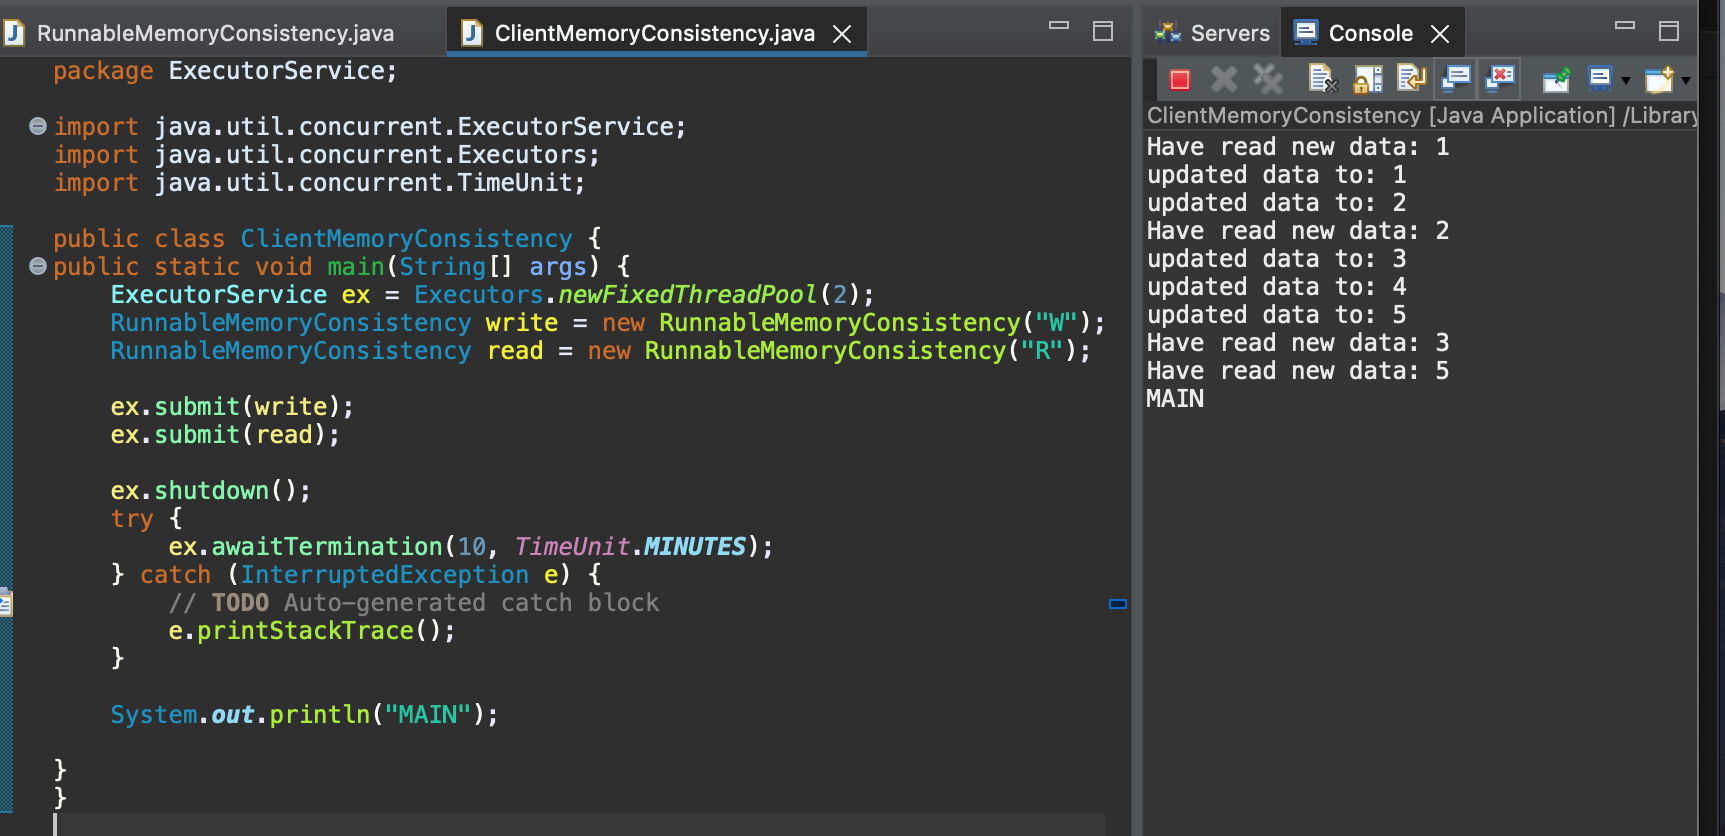 RunnableMemoryConsistency.java
ClientMemoryConsistency.java
package ExecutorService;
import java.util.concurrent.ExecutorService;
import java.util.concurrent.Executors;
import java.util.concurrent.TimeUnit;
public class ClientMemoryConsistency {
public static void main(String[] args) {
ExecutorService ex = Executors.newFixedThreadPool(2);
RunnableMemoryConsistency write = new RunnableMemoryConsistency("W");
RunnableMemoryConsistency read = new RunnableMemoryConsistency("R");
ex.submit(write);
ex.submit(read);
ex.shutdown();
try {
ex.awaitTermination(10, TimeUnit.MINUTES);
} catch (InterruptedException e) {
// TODO Auto-generated catch block
e.printStackTrace();
}
System.out.println("MAIN");
}
}
Servers
Console
ClientMemoryConsistency [Java Application] /Library
Have read new data: 1
updated data to: 1
updated data to: 2
Have read new data: 2
updated data to: 3
updated data to: 4
updated data to: 5
Have read new data: 3
Have read new data: 5
MAIN